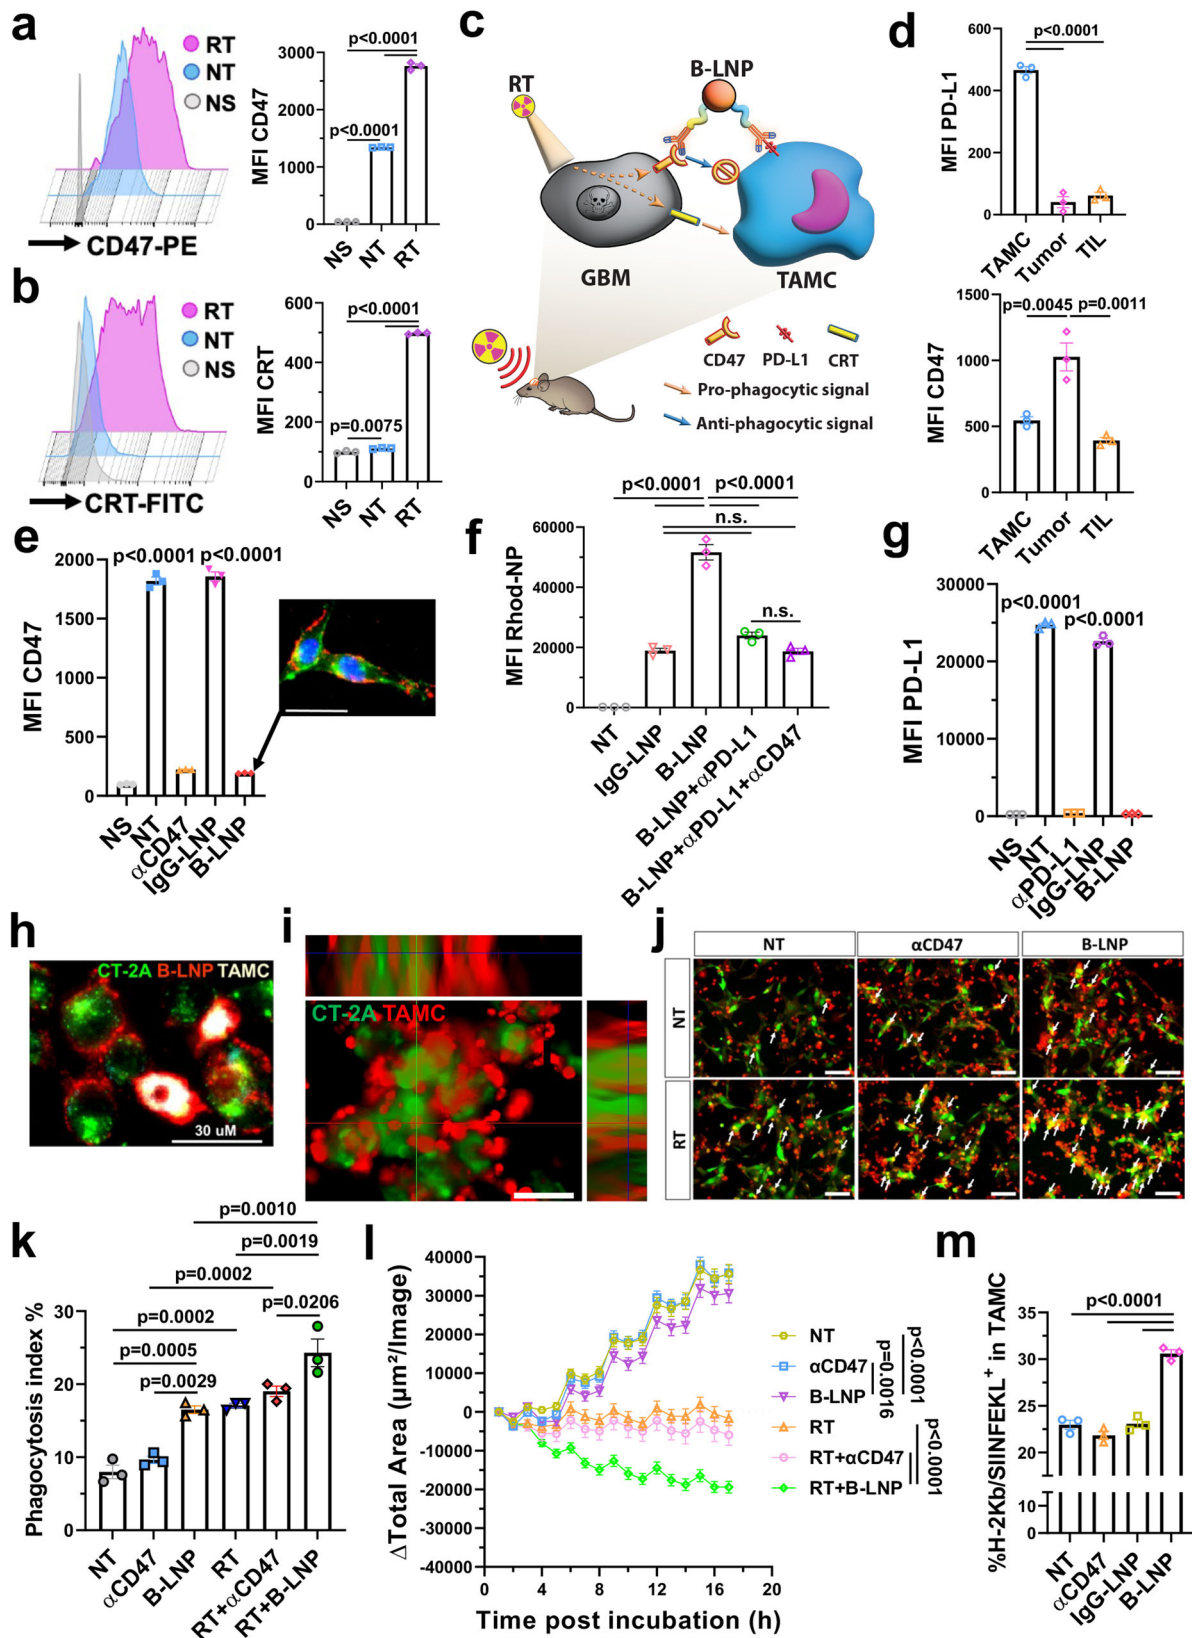 a
RT
NT
NS
CD47-PE
MFI CD47
3000
2000
1000
0
p<0.0001
p<0.0001
NS
NT
RT
b
RT
NT
NS
CRT-FITC
MFI CRT
600
400
200
0
p<0.0001
p=0.0075
NS
NT
RT
c
RT
B-LNP
GBM
TAMC
CD47
PD-L1
CRT
Pro-phagocytic signal
Anti-phagocytic signal
d
MFI PD-L1
600
400
200
0
p<0.0001
TAMC
Tumor
TIL
MFI CD47
1500
1000
500
0
p=0.0045
p=0.0011
TAMC
Tumor
TIL
e
MFI CD47
2000
1500
1000
500
0
p<0.0001
p<0.0001
NS
NT
αCD47
IgG-LNP
B-LNP
f
MFI Rhod-NP
60000
40000
20000
0
p<0.0001
p<0.0001
n.s.
n.s.
NT
IgG-LNP
B-LNP
B-LNP+αPD-L1
B-LNP+αPD-L1+αCD47
g
MFI PD-L1
30000
20000
10000
0
p<0.0001
p<0.0001
NS
NT
αPD-L1
IgG-LNP
B-LNP
h
CT-2A B-LNP TAMC
30 uM
i
CT-2A TAMC
j
NT
αCD47
B-LNP
NT
RT
k
Phagocytosis index %
30
20
10
0
p=0.0010
p=0.0019
p=0.0002
p=0.0206
p=0.0002
p=0.0005
p=0.0029
NT
αCD47
B-LNP
RT
RT+αCD47
RT+B-LNP
l
ΔTotal Area (µm²/Image)
40000
30000
20000
10000
0
-10000
-20000
-30000
-40000
0
4
8
12
16
20
Time post incubation (h)
NT
αCD47
B-LNP
RT
RT+αCD47
RT+B-LNP
p=0.0016
p<0.0001
p<0.0001
m
%H-2Kb/SIINFEKL⁺ in TAMC
35
30
25
20
10
0
p<0.0001
NT
αCD47
IgG-LNP
B-LNP